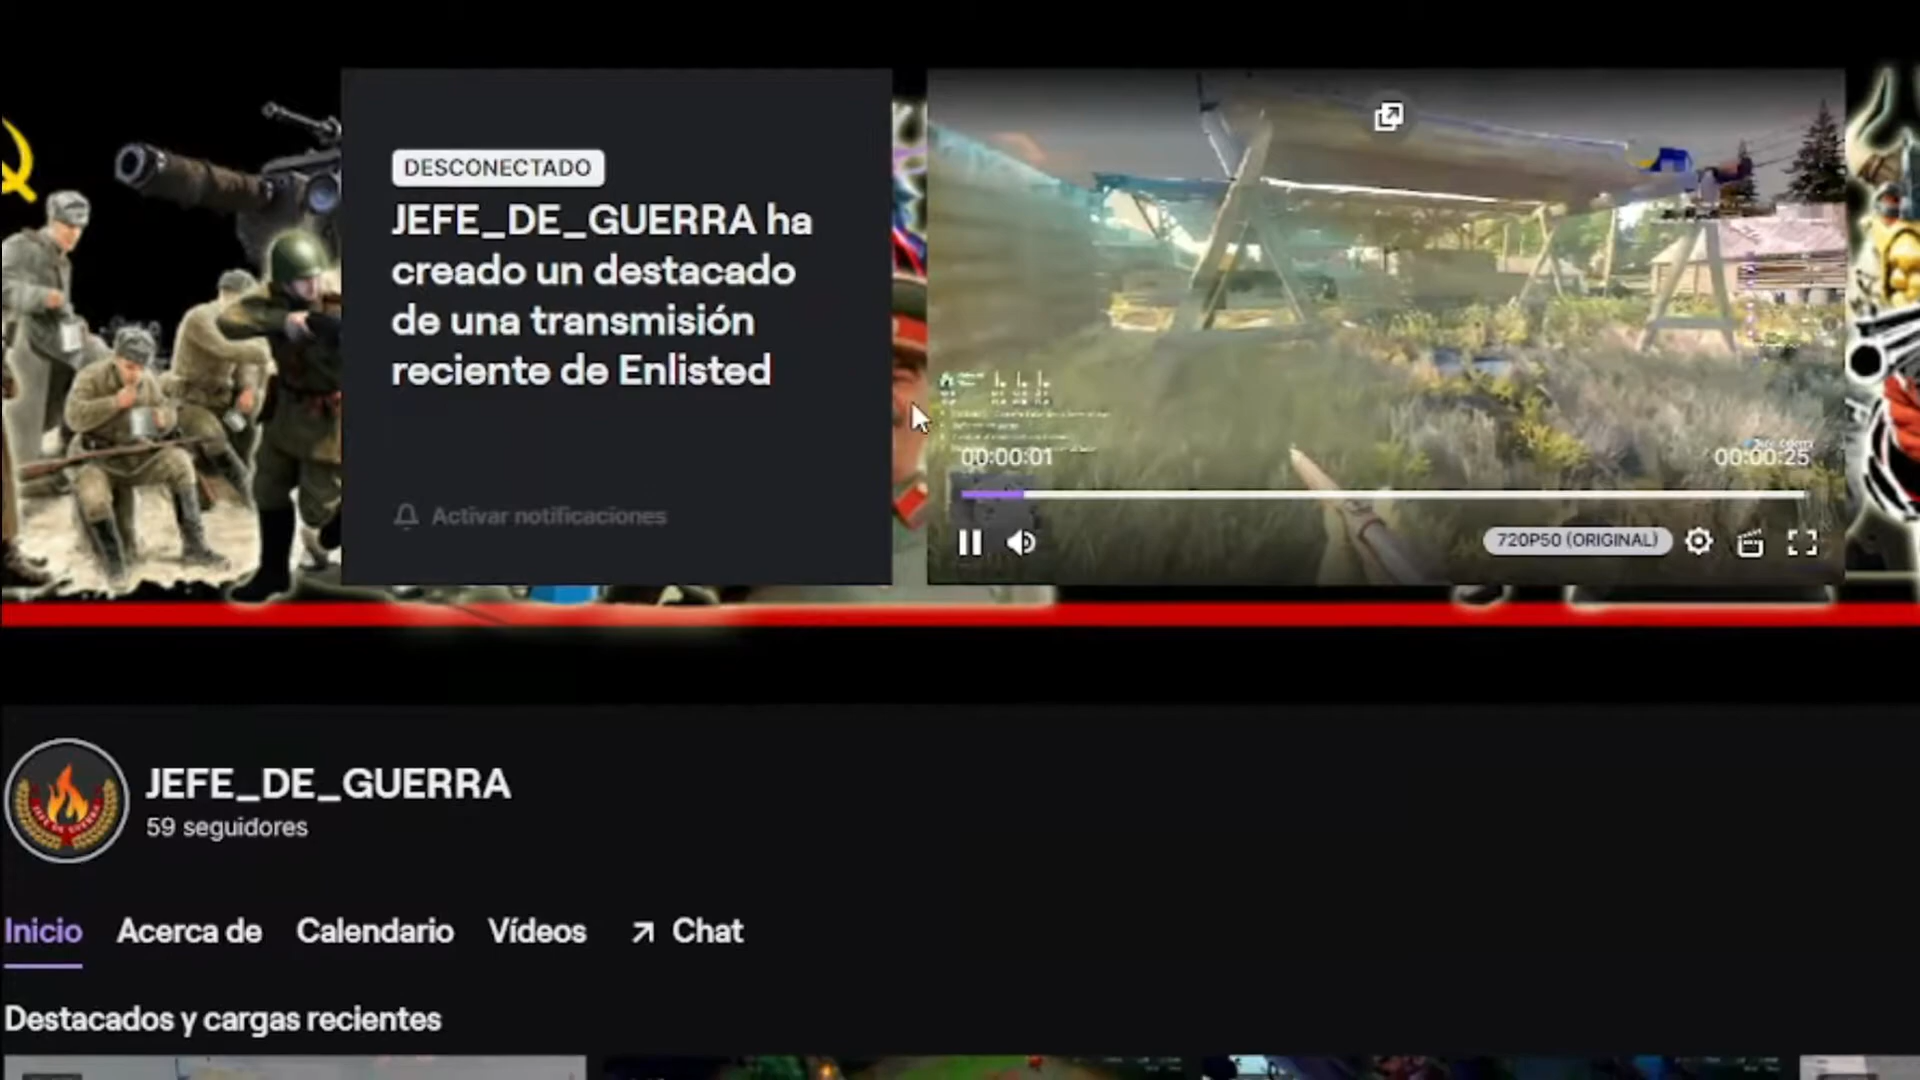 DESCONECTADO
JEFE_DE_GUERRA ha
creado un destacado
de una transmisión
reciente de Enlisted
Activar notificaciones
00:00:01
00:00:25
720P50 (ORIGINAL)
JEFE_DE_GUERRA
59 seguidores
Inicio Acerca de Calendario Vídeos Chat
Destacados y cargas recientes